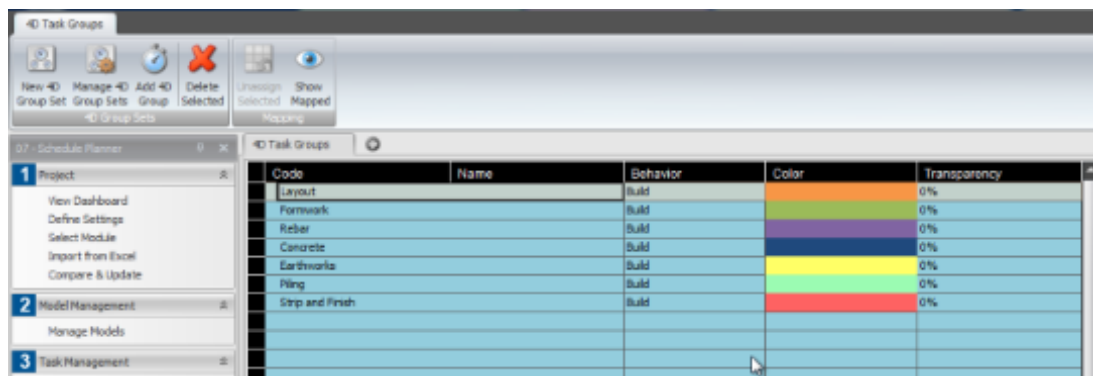 4D Task Groups
New 4D Group Set
Manage 4D Group Sets
Add 4D Group
Delete Selected
Unassign Selected
Show Mapped
4D Group Sets
Mapping
07 - Schedule Planner
4D Task Groups
1 Project
View Dashboard
Define Settings
Select Module
Import from Excel
Compare & Update
2 Model Management
Manage Models
3 Task Management
Code Name Behavior Color Transparency
Layout Build 0%
Formwork Build 0%
Rebar Build 0%
Concrete Build 0%
Earthworks Build 0%
Piling Build 0%
Strip and Finish Build 0%